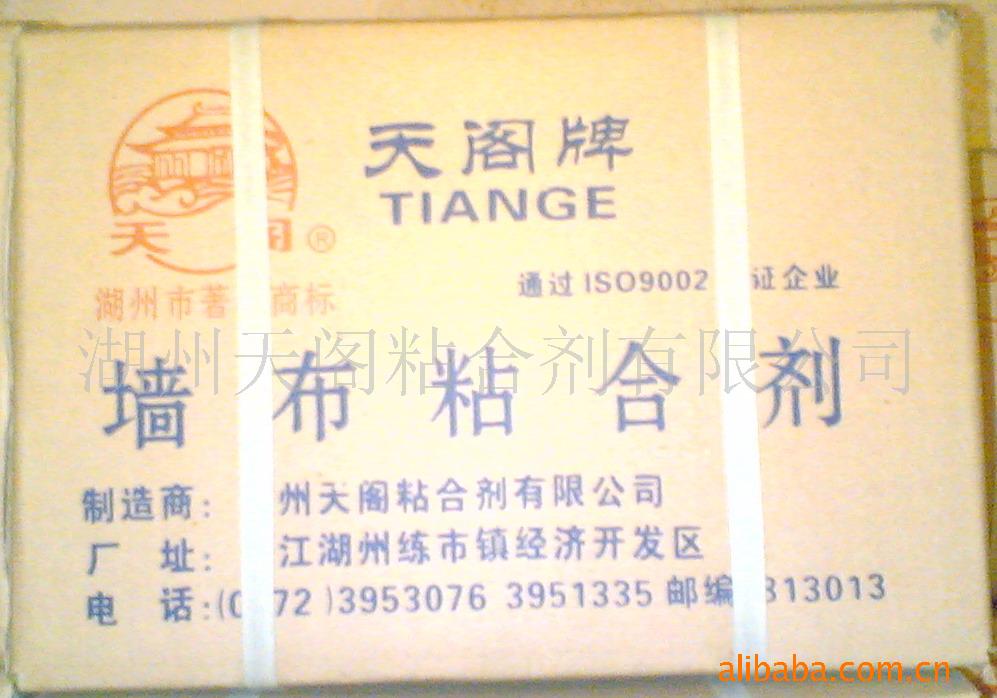 天阁牌
TIANGE
天 阁®
湖州市著 商标
通过 ISO9002 证企业
湖州天阁粘合剂有限公司
墙布粘合剂
制造商: 州天阁粘合剂有限公司
厂 址: 江湖州练市镇经济开发区
电 话:(0 72)3953076 3951335 邮编 313013
alibaba.com.cn